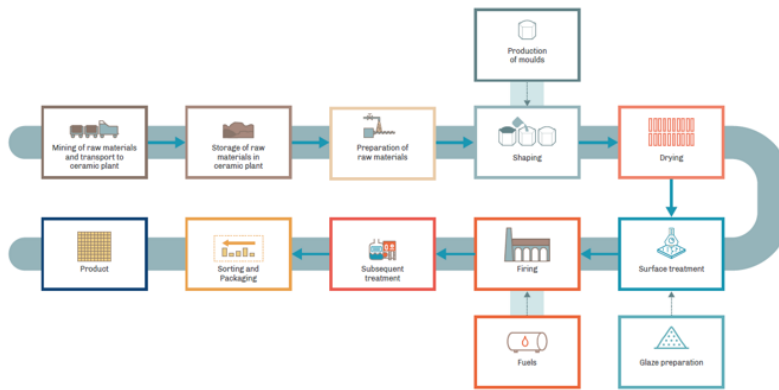 Production
of moulds
Mining of raw materials
and transport to
ceramic plant
Storage of raw
materials in
ceramic plant
Preparation of
raw materials
Shaping
Drying
Product
Sorting and
Packaging
Subsequent
treatment
Firing
Surface treatment
Fuels
Glaze preparation